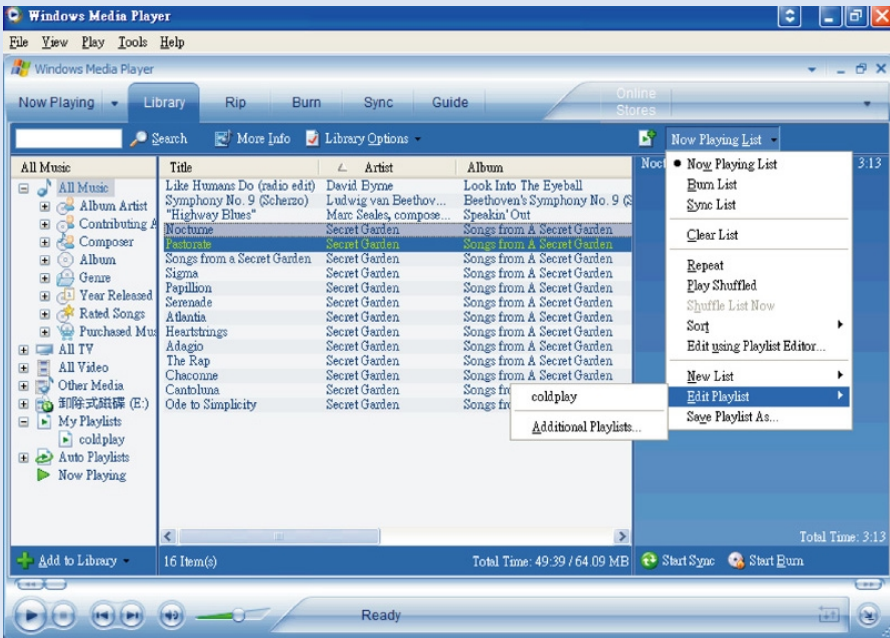 Windows Media Player
File View Play Tools Help
Windows Media Player
Now Playing Library Rip Burn Sync Guide Online Stores
Search More Info Library Options Now Playing List
All Music
All Music
Album Artist
Contributing A
Composer
Album
Genre
Year Released
Rated Songs
Purchased Mus
All TV
All Video
Other Media
卸除式磁碟 (E:)
My Playlists
coldplay
Auto Playlists
Now Playing
Title Artist Album
Like Humans Do (radio edit) David Byrne Look Into The Eyeball
Symphony No. 9 (Scherzo) Ludwig van Beethov... Beethoven's Symphony No. 9 (S
"Highway Blues" Marc Seales, compose... Speakin' Out
Nocturne Secret Garden Songs from A Secret Garden
Pastorale Secret Garden Songs from A Secret Garden
Songs from a Secret Garden Secret Garden Songs from A Secret Garden
Sigma Secret Garden Songs from A Secret Garden
Papillion Secret Garden Songs from A Secret Garden
Serenade Secret Garden Songs from A Secret Garden
Atlantia Secret Garden Songs from A Secret Garden
Heartstrings Secret Garden Songs from A Secret Garden
Adagio Secret Garden Songs from A Secret Garden
The Rap Secret Garden Songs from A Secret Garden
Chaconne Secret Garden Songs from A Secret Garden
Cantoluna Secret Garden Songs fr
Ode to Simplicity Secret Garden Songs fr
Noct 3:13
Now Playing List
Burn List
Sync List
Clear List
Repeat
Play Shuffled
Shuffle List Now
Sort
Edit using Playlist Editor...
New List
Edit Playlist
Save Playlist As...
coldplay
Additional Playlists...
Total Time: 3:13
Add to Library 16 Item(s) Total Time: 49:39 / 64.09 MB Start Sync Start Burn
Ready